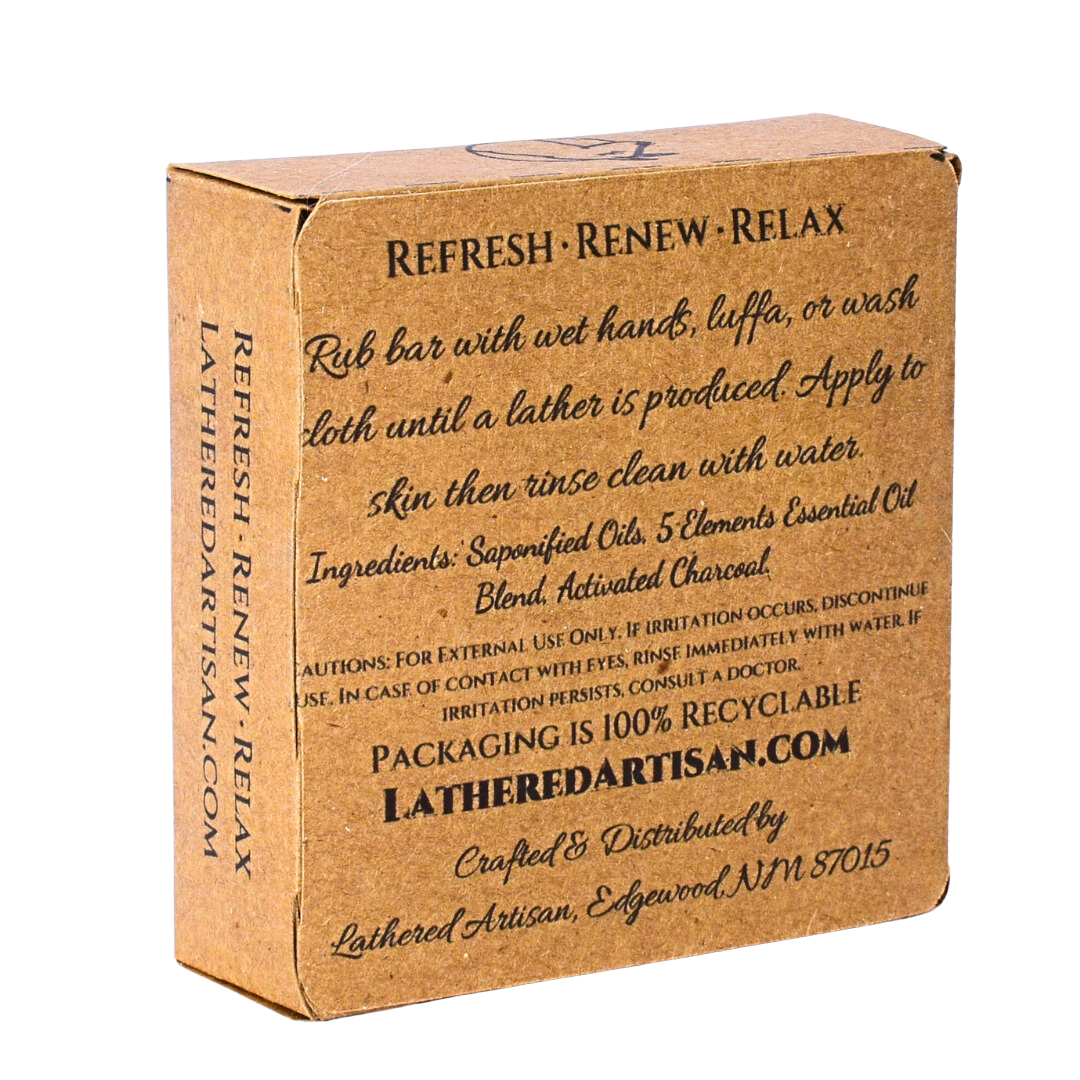 Refresh · Renew · Relax
Rub bar with wet hands, luffa, or wash
cloth until a lather is produced. Apply to
skin then rinse clean with water.
Ingredients: Saponified Oils, 5 Elements Essential Oil
Blend, Activated Charcoal,
Cautions: For External Use Only. If irritation occurs, discontinue
use. In case of contact with eyes, rinse immediately with water. If
irritation persists, consult a doctor.
Packaging is 100% Recyclable
LatheredArtisan.com
Crafted & Distributed by
Lathered Artisan, Edgewood, NM 87015
Refresh · Renew · Relax
LatheredArtisan.com